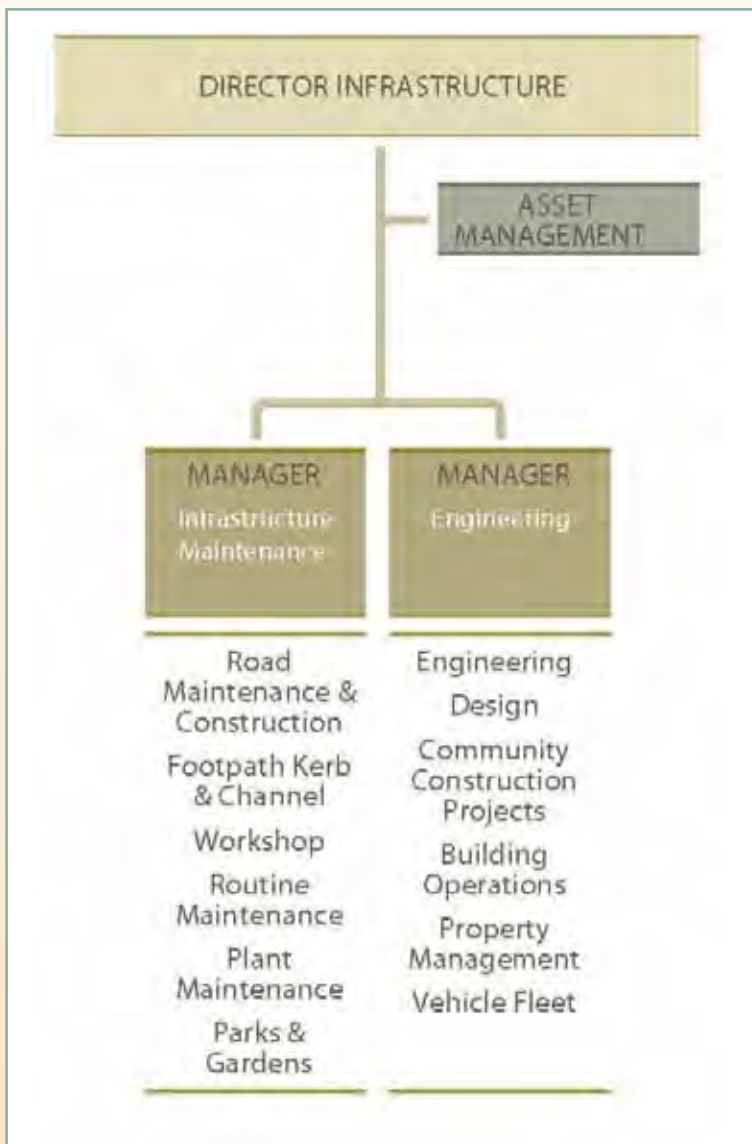 DIRECTOR INFRASTRUCTURE
ASSET
MANAGEMENT
MANAGER
Infrastructure
Maintenance
Road
Maintenance &
Construction
Footpath Kerb
& Channel
Workshop
Routine
Maintenance
Plant
Maintenance
Parks &
Gardens
MANAGER
Engineering
Engineering
Design
Community
Construction
Projects
Building
Operations
Property
Management
Vehicle Fleet